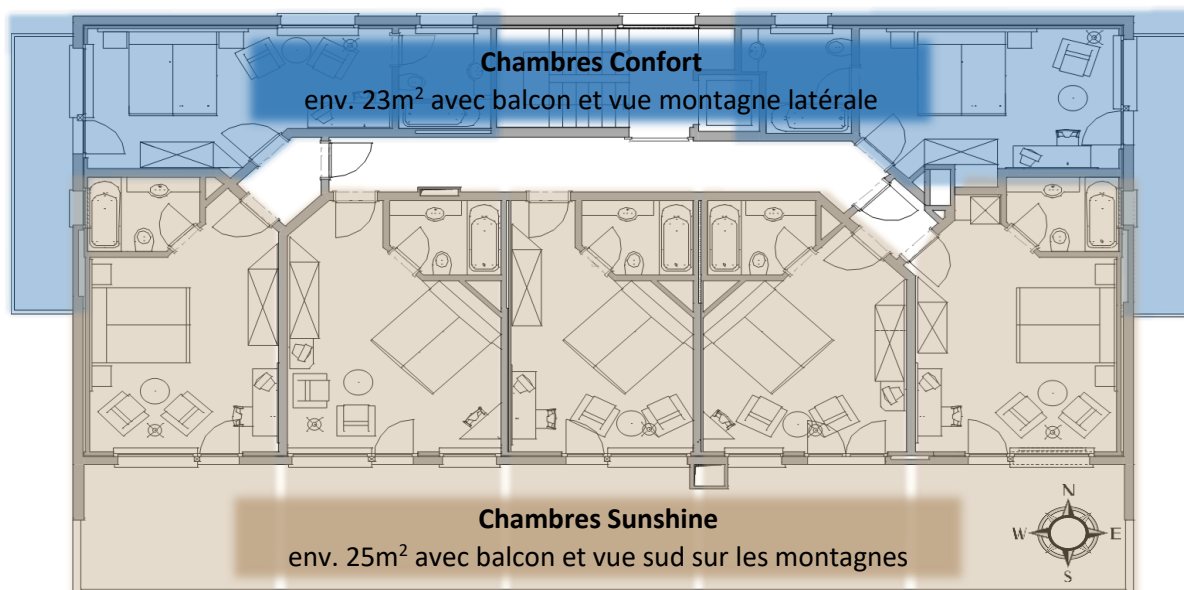 Chambres Confort
env. 23m² avec balcon et vue montagne latérale
Chambres Sunshine
env. 25m² avec balcon et vue sud sur les montagnes
N
W E
S